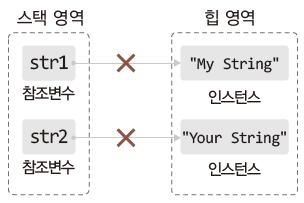 스택 영역
힙 영역
str1
"My String"
참조변수
인스턴스
str2
"Your String"
참조변수
인스턴스